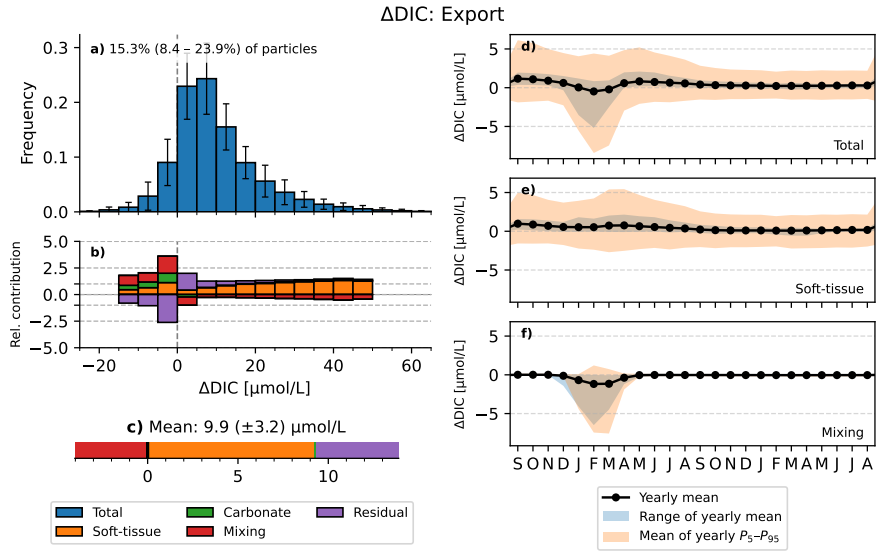 ΔDIC: Export
a) 15.3% (8.4 – 23.9%) of particles
0.3
0.2
0.1
0.0
Frequency
b)
5.0
2.5
0.0
−2.5
−5.0
Rel. contribution
−20 0 20 40 60
ΔDIC [μmol/L]
c) Mean: 9.9 (±3.2) μmol/L
0 5 10
Total Carbonate Residual
Soft-tissue Mixing
d)
5
0
−5
ΔDIC [μmol/L]
Total
e)
5
0
−5
ΔDIC [μmol/L]
Soft-tissue
f)
5
0
−5
ΔDIC [μmol/L]
Mixing
S O N D J F M A M J J A S O N D J F M A M J J A
Yearly mean
Range of yearly mean
Mean of yearly P5–P95